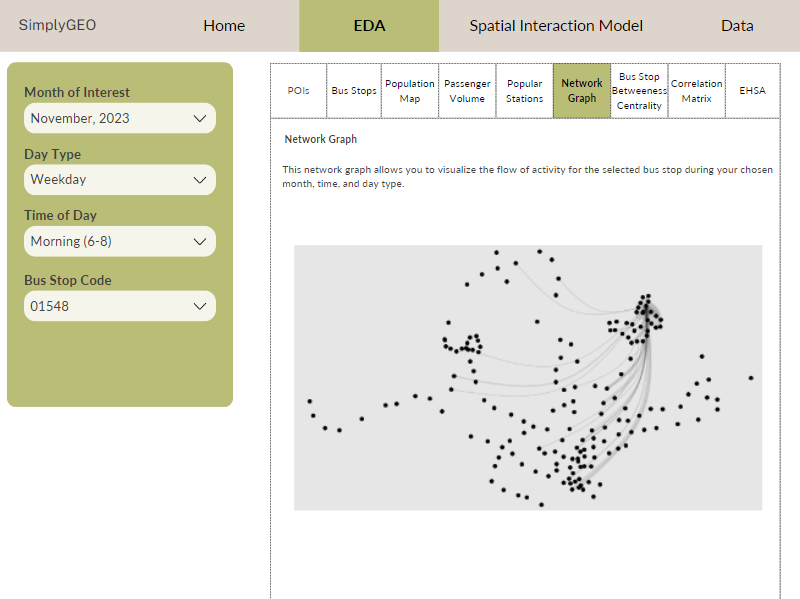 SimplyGEO
Home
EDA
Spatial Interaction Model
Data
Month of Interest
November, 2023
Day Type
Weekday
Time of Day
Morning (6-8)
Bus Stop Code
01548
POIs
Bus Stops
Population
Map
Passenger
Volume
Popular
Stations
Network
Graph
Bus Stop
Betweeness
Centrality
Correlation
Matrix
EHSA
Network Graph
This network graph allows you to visualize the flow of activity for the selected bus stop during your chosen
month, time, and day type.